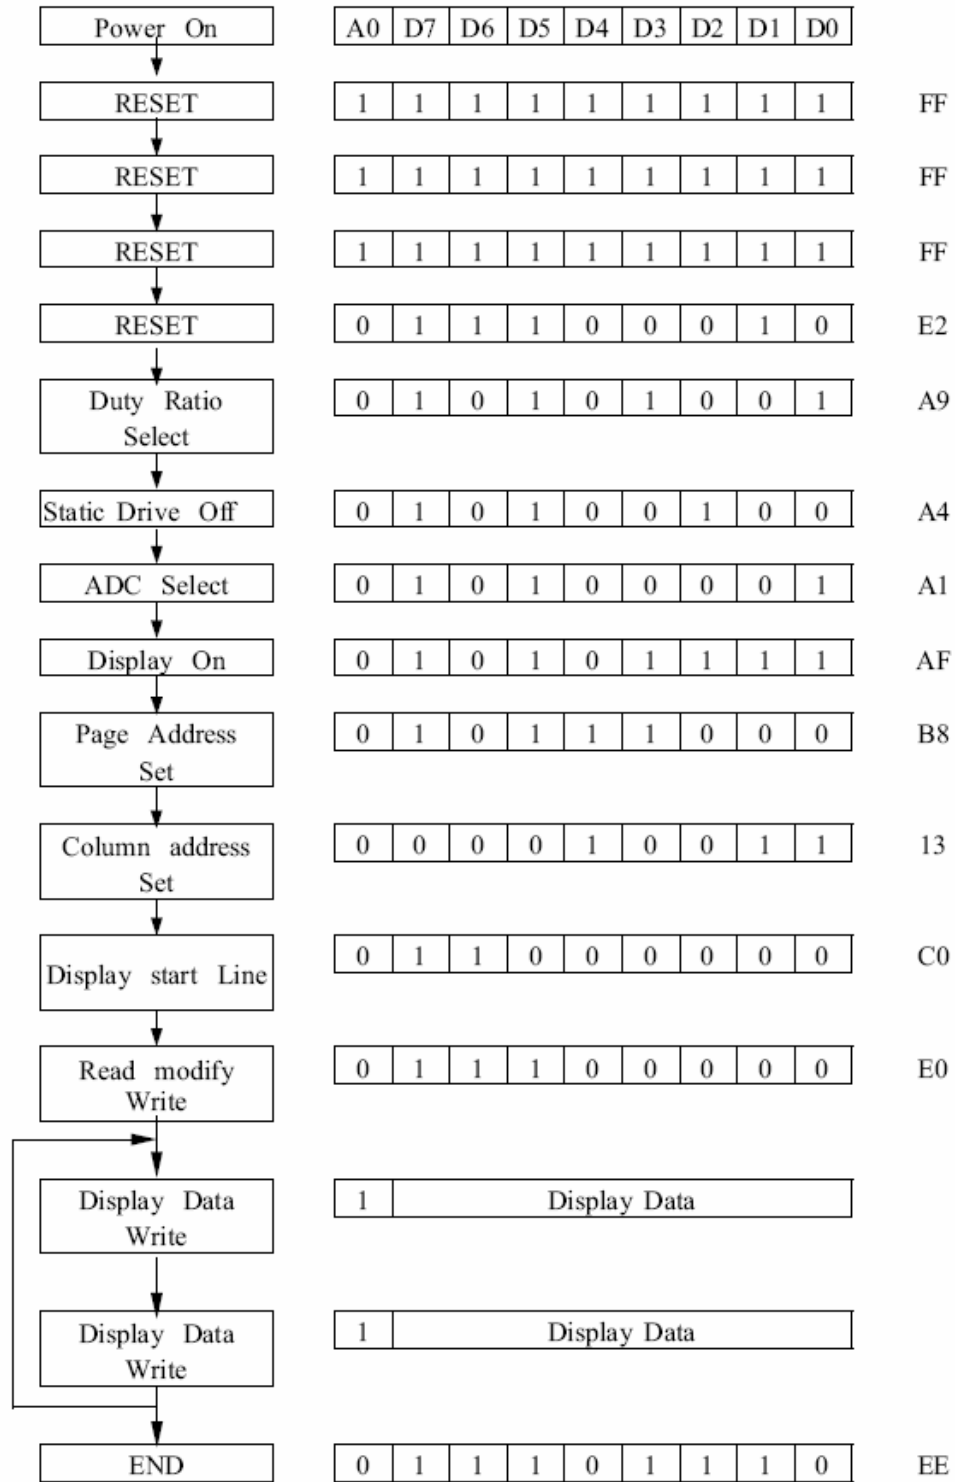 Power On A0 D7 D6 D5 D4 D3 D2 D1 D0
RESET 1 1 1 1 1 1 1 1 1 FF
RESET 1 1 1 1 1 1 1 1 1 FF
RESET 1 1 1 1 1 1 1 1 1 FF
RESET 0 1 1 1 0 0 0 1 0 E2
Duty Ratio 0 1 0 1 0 1 0 0 1 A9
Select
Static Drive Off 0 1 0 1 0 0 1 0 0 A4
ADC Select 0 1 0 1 0 0 0 0 1 A1
Display On 0 1 0 1 0 1 1 1 1 AF
Page Address 0 1 0 1 1 1 0 0 0 B8
Set
Column address 0 0 0 0 1 0 0 1 1 13
Set
Display start Line 0 1 1 0 0 0 0 0 0 C0
Read modify 0 1 1 1 0 0 0 0 0 E0
Write
Display Data 1 Display Data
Write
Display Data 1 Display Data
Write
END 0 1 1 1 0 1 1 1 0 EE